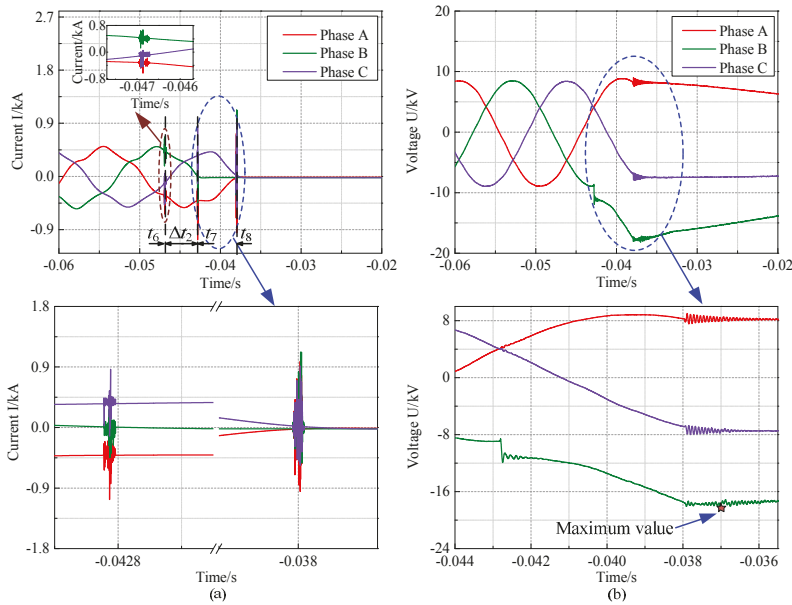 2.7
1.8
0.9
0.0
-0.9
Current I/kA
0.8
0.0
-0.8
Current/kA
-0.047
-0.046
Time/s
Phase A
Phase B
Phase C
t6
Δt2
t7
t8
-0.06
-0.05
-0.04
-0.03
-0.02
Time/s
20
10
0
-10
-20
Voltage U/kV
Phase A
Phase B
Phase C
-0.06
-0.05
-0.04
-0.03
-0.02
Time/s
1.8
0.9
0.0
-0.9
-1.8
Current I/kA
-0.0428
-0.038
Time/s
(a)
8
0
-8
-16
-24
Voltage U/kV
Maximum value
-0.044
-0.042
-0.040
-0.038
-0.036
Time/s
(b)